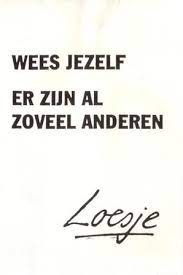 WEES JEZELF
ER ZIJN AL
ZOVEEL ANDEREN
Loesje